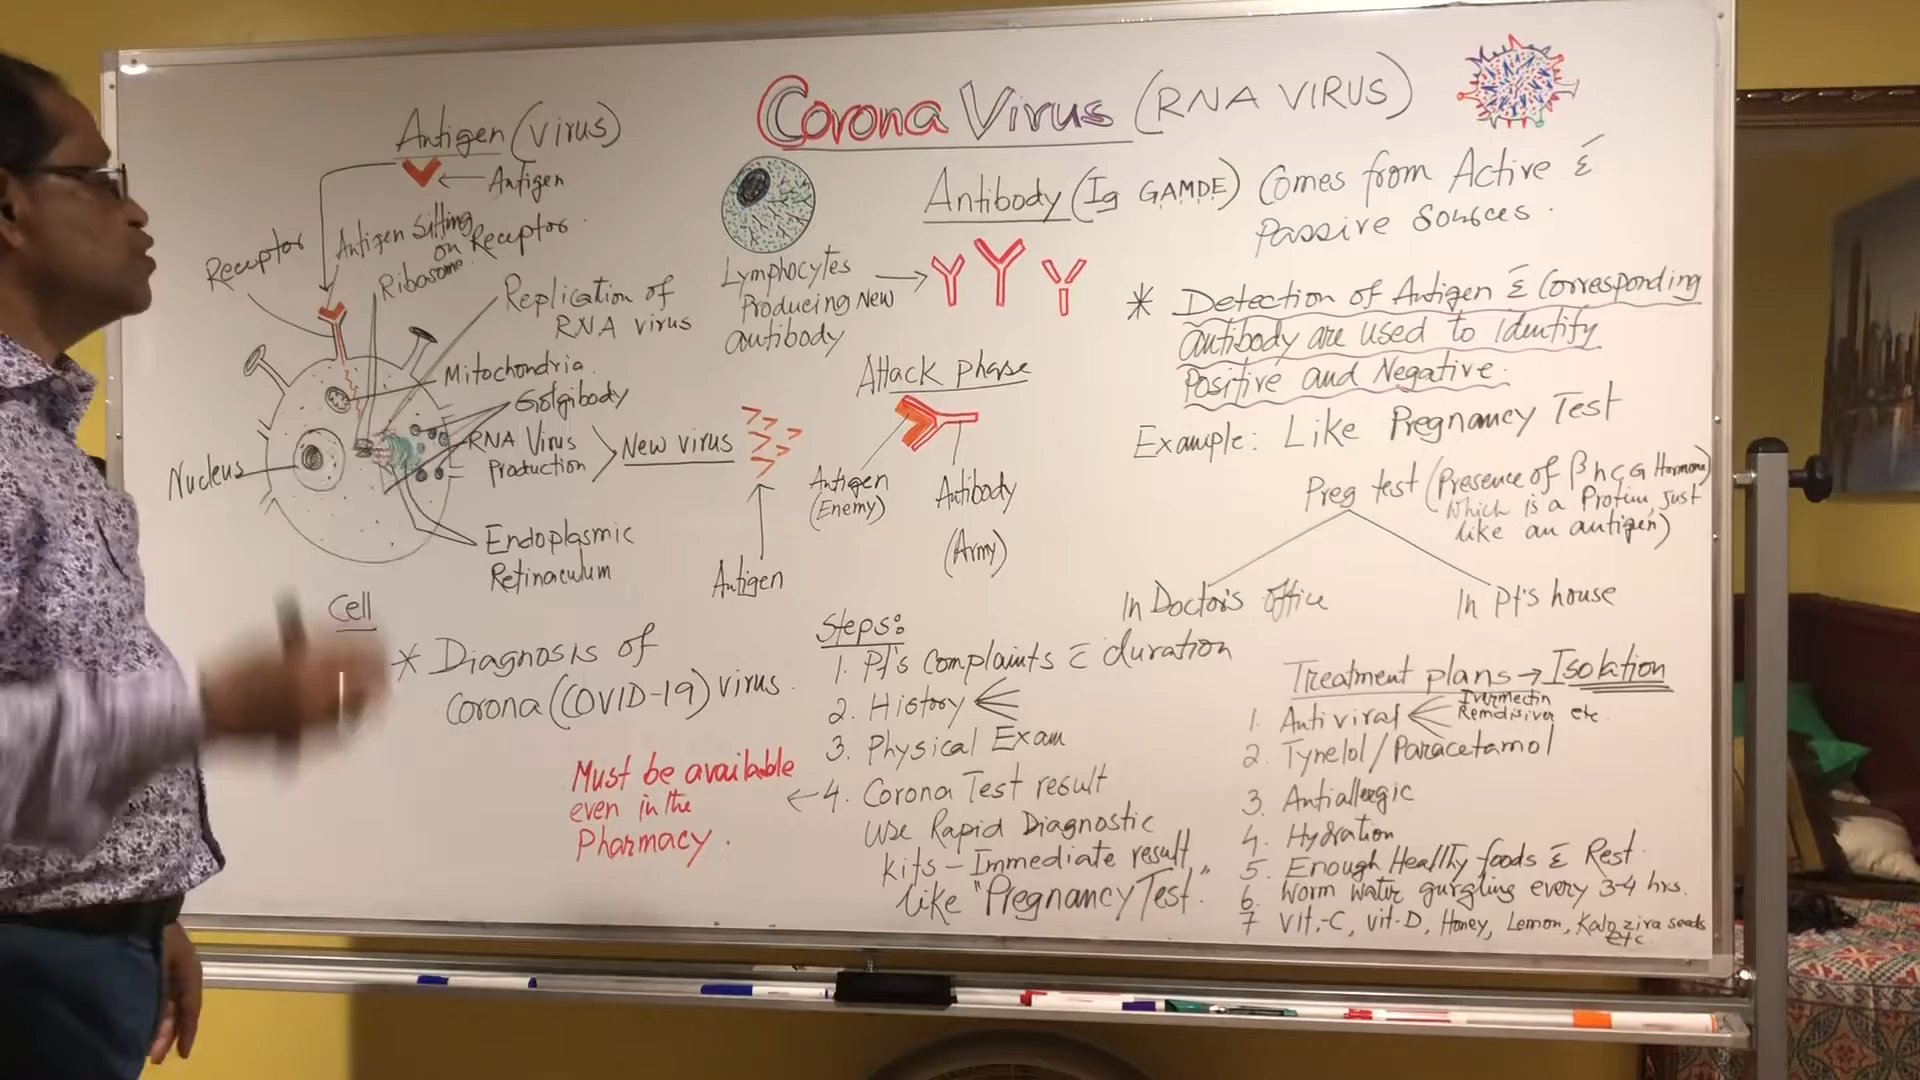 Corona Virus (RNA VIRUS)
Antigen (virus)
Antigen
Receptor
Antigen Sitting
on Receptor.
Ribosome
Replication of
RNA virus
Mitochondria.
Golgibody
RNA Virus
Production
New virus
Nucleus
Endoplasmic
Retinaculum
Antigen
Cell
Lymphocytes
Producing New
antibody
Antibody (Ig GAMDE) Comes from Active &
Passive Sources.
Attack phase
Antigen
(Enemy)
Antibody
(Army)
* Detection of Antigen & Corresponding
antibody are used to identify
Positive and Negative.
Example: Like Pregnancy Test
Preg test (Presence of β hCG Hormone
which is a Protein, just
like an antigen)
In Doctor's office
In Pt's house
* Diagnosis of
Corona (COVID-19) virus.
Steps:
1. Pt's Complaints c duration
2. History
3. Physical Exam
4. Corona Test result
use Rapid Diagnostic
kits - Immediate result
like "Pregnancy Test".
Must be available
even in the
Pharmacy.
Treatment plans → Isolation
1. Antiviral
Ivermectin
Remdisiver etc.
2. Tynelol/Paracetamol
3. Antiallergic
4. Hydration
5. Enough Healthy foods & Rest.
6. Worm water gurgling every 3-4 hrs.
7 Vit.-C, Vit-D, Honey, Lemon, Kalozira seeds
etc.